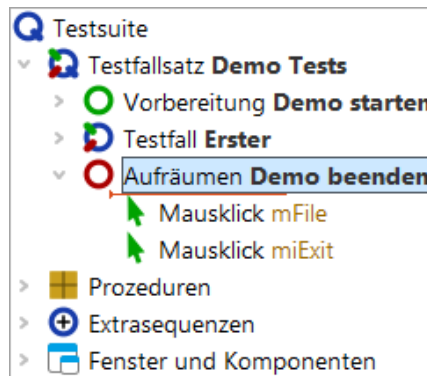 Testsuite
Testfallsatz Demo Tests
Vorbereitung Demo starten
Testfall Erster
Aufräumen Demo beenden
Mausklick mFile
Mausklick miExit
Prozeduren
Extrasequenzen
Fenster und Komponenten